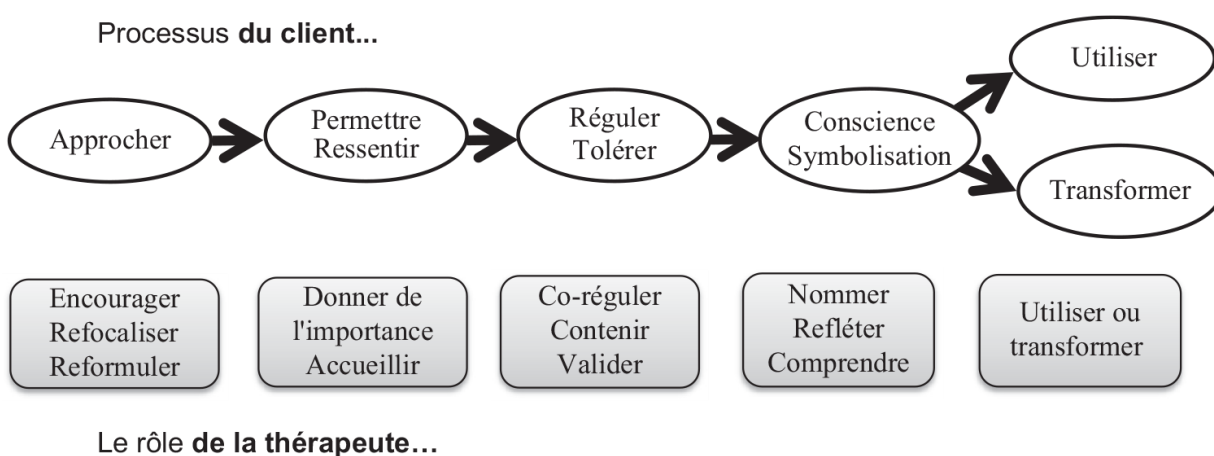 Processus du client...
Approcher
Permettre
Ressentir
Réguler
Tolérer
Conscience
Symbolisation
Utiliser
Transformer
Encourager
Refocaliser
Reformuler
Donner de
l'importance
Accueillir
Co-réguler
Contenir
Valider
Nommer
Refléter
Comprendre
Utiliser ou
transformer
Le rôle de la thérapeute…